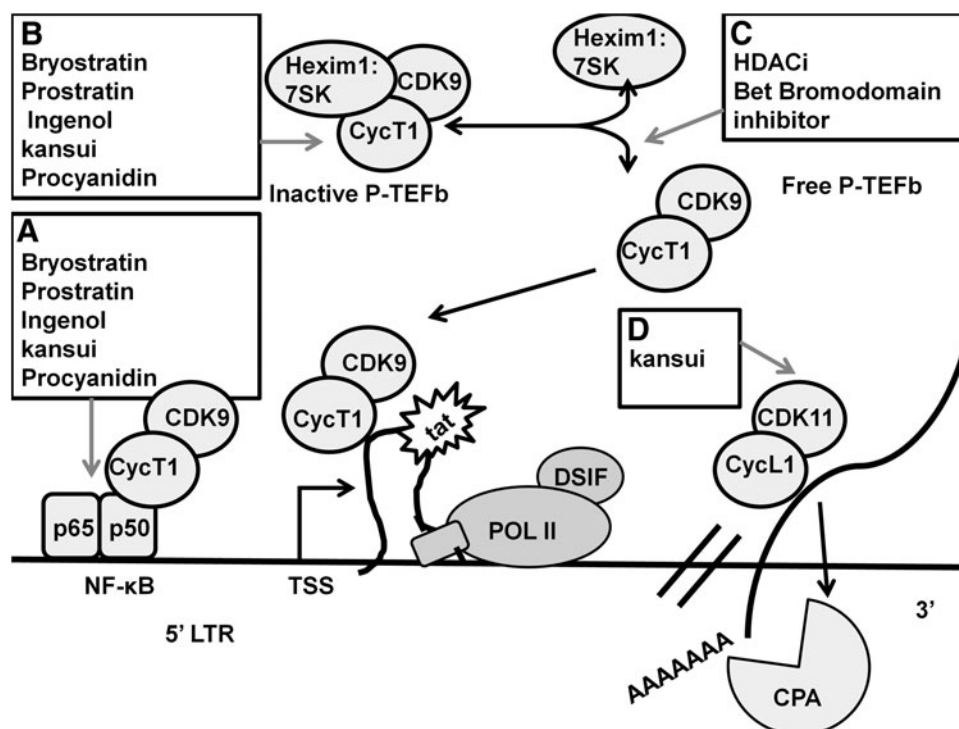 B
Bryostratin
Prostratin
Ingenol
kansui
Procyanidin
Hexim1:
7SK
CDK9
CycT1
Inactive P-TEFb
Hexim1:
7SK
C
HDACi
Bet Bromodomain
inhibitor
Free P-TEFb
CDK9
CycT1
A
Bryostratin
Prostratin
Ingenol
kansui
Procyanidin
CDK9
CycT1
p65
p50
NF-κB
CDK9
CycT1
tat
DSIF
POL II
TSS
5’ LTR
D
kansui
CDK11
CycL1
3’
AAAAAAA
CPA